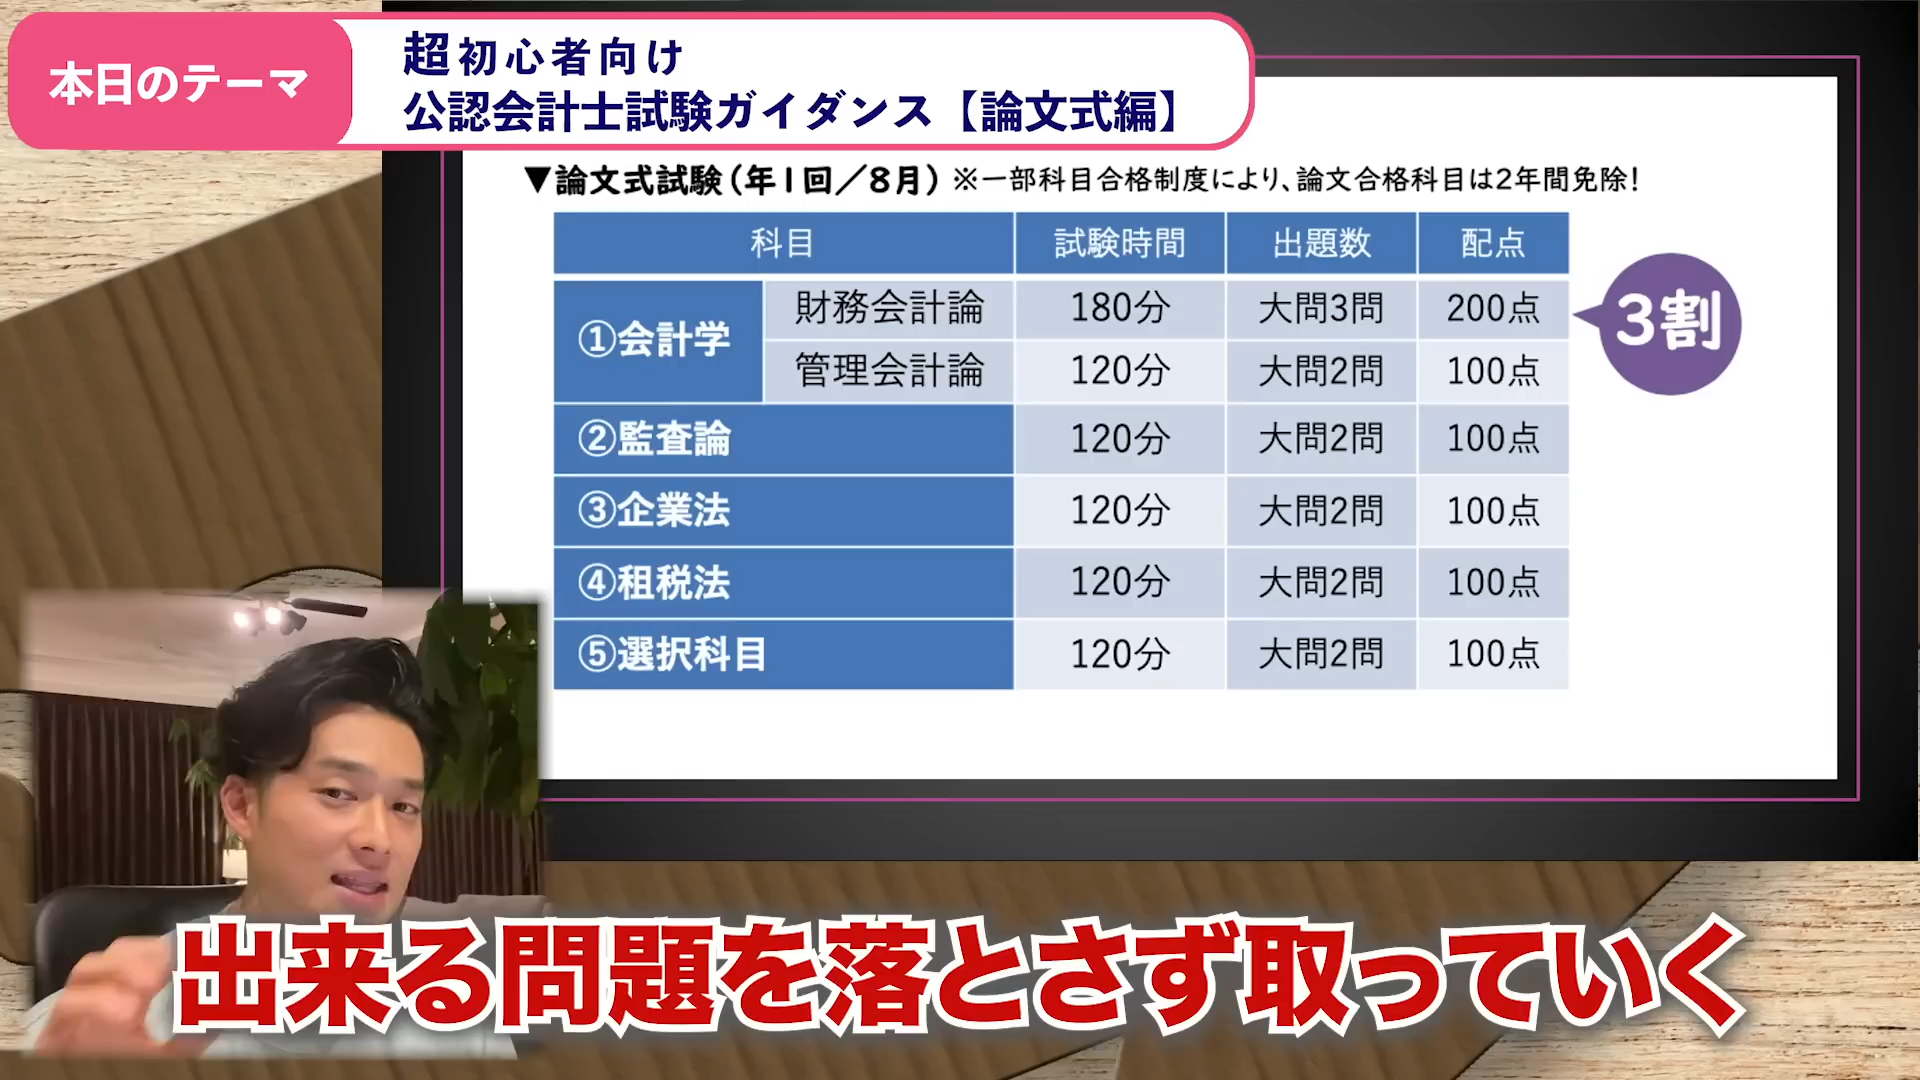 本日のテーマ
超初心者向け
公認会計士試験ガイダンス【論文式編】
▼論文式試験（年1回／8月）※一部科目合格制度により、論文合格科目は2年間免除！
科目 試験時間 出題数 配点
①会計学 財務会計論 180分 大問3問 200点
管理会計論 120分 大問2問 100点
3割
②監査論 120分 大問2問 100点
③企業法 120分 大問2問 100点
④租税法 120分 大問2問 100点
⑤選択科目 120分 大問2問 100点
出来る問題を落とさず取っていく